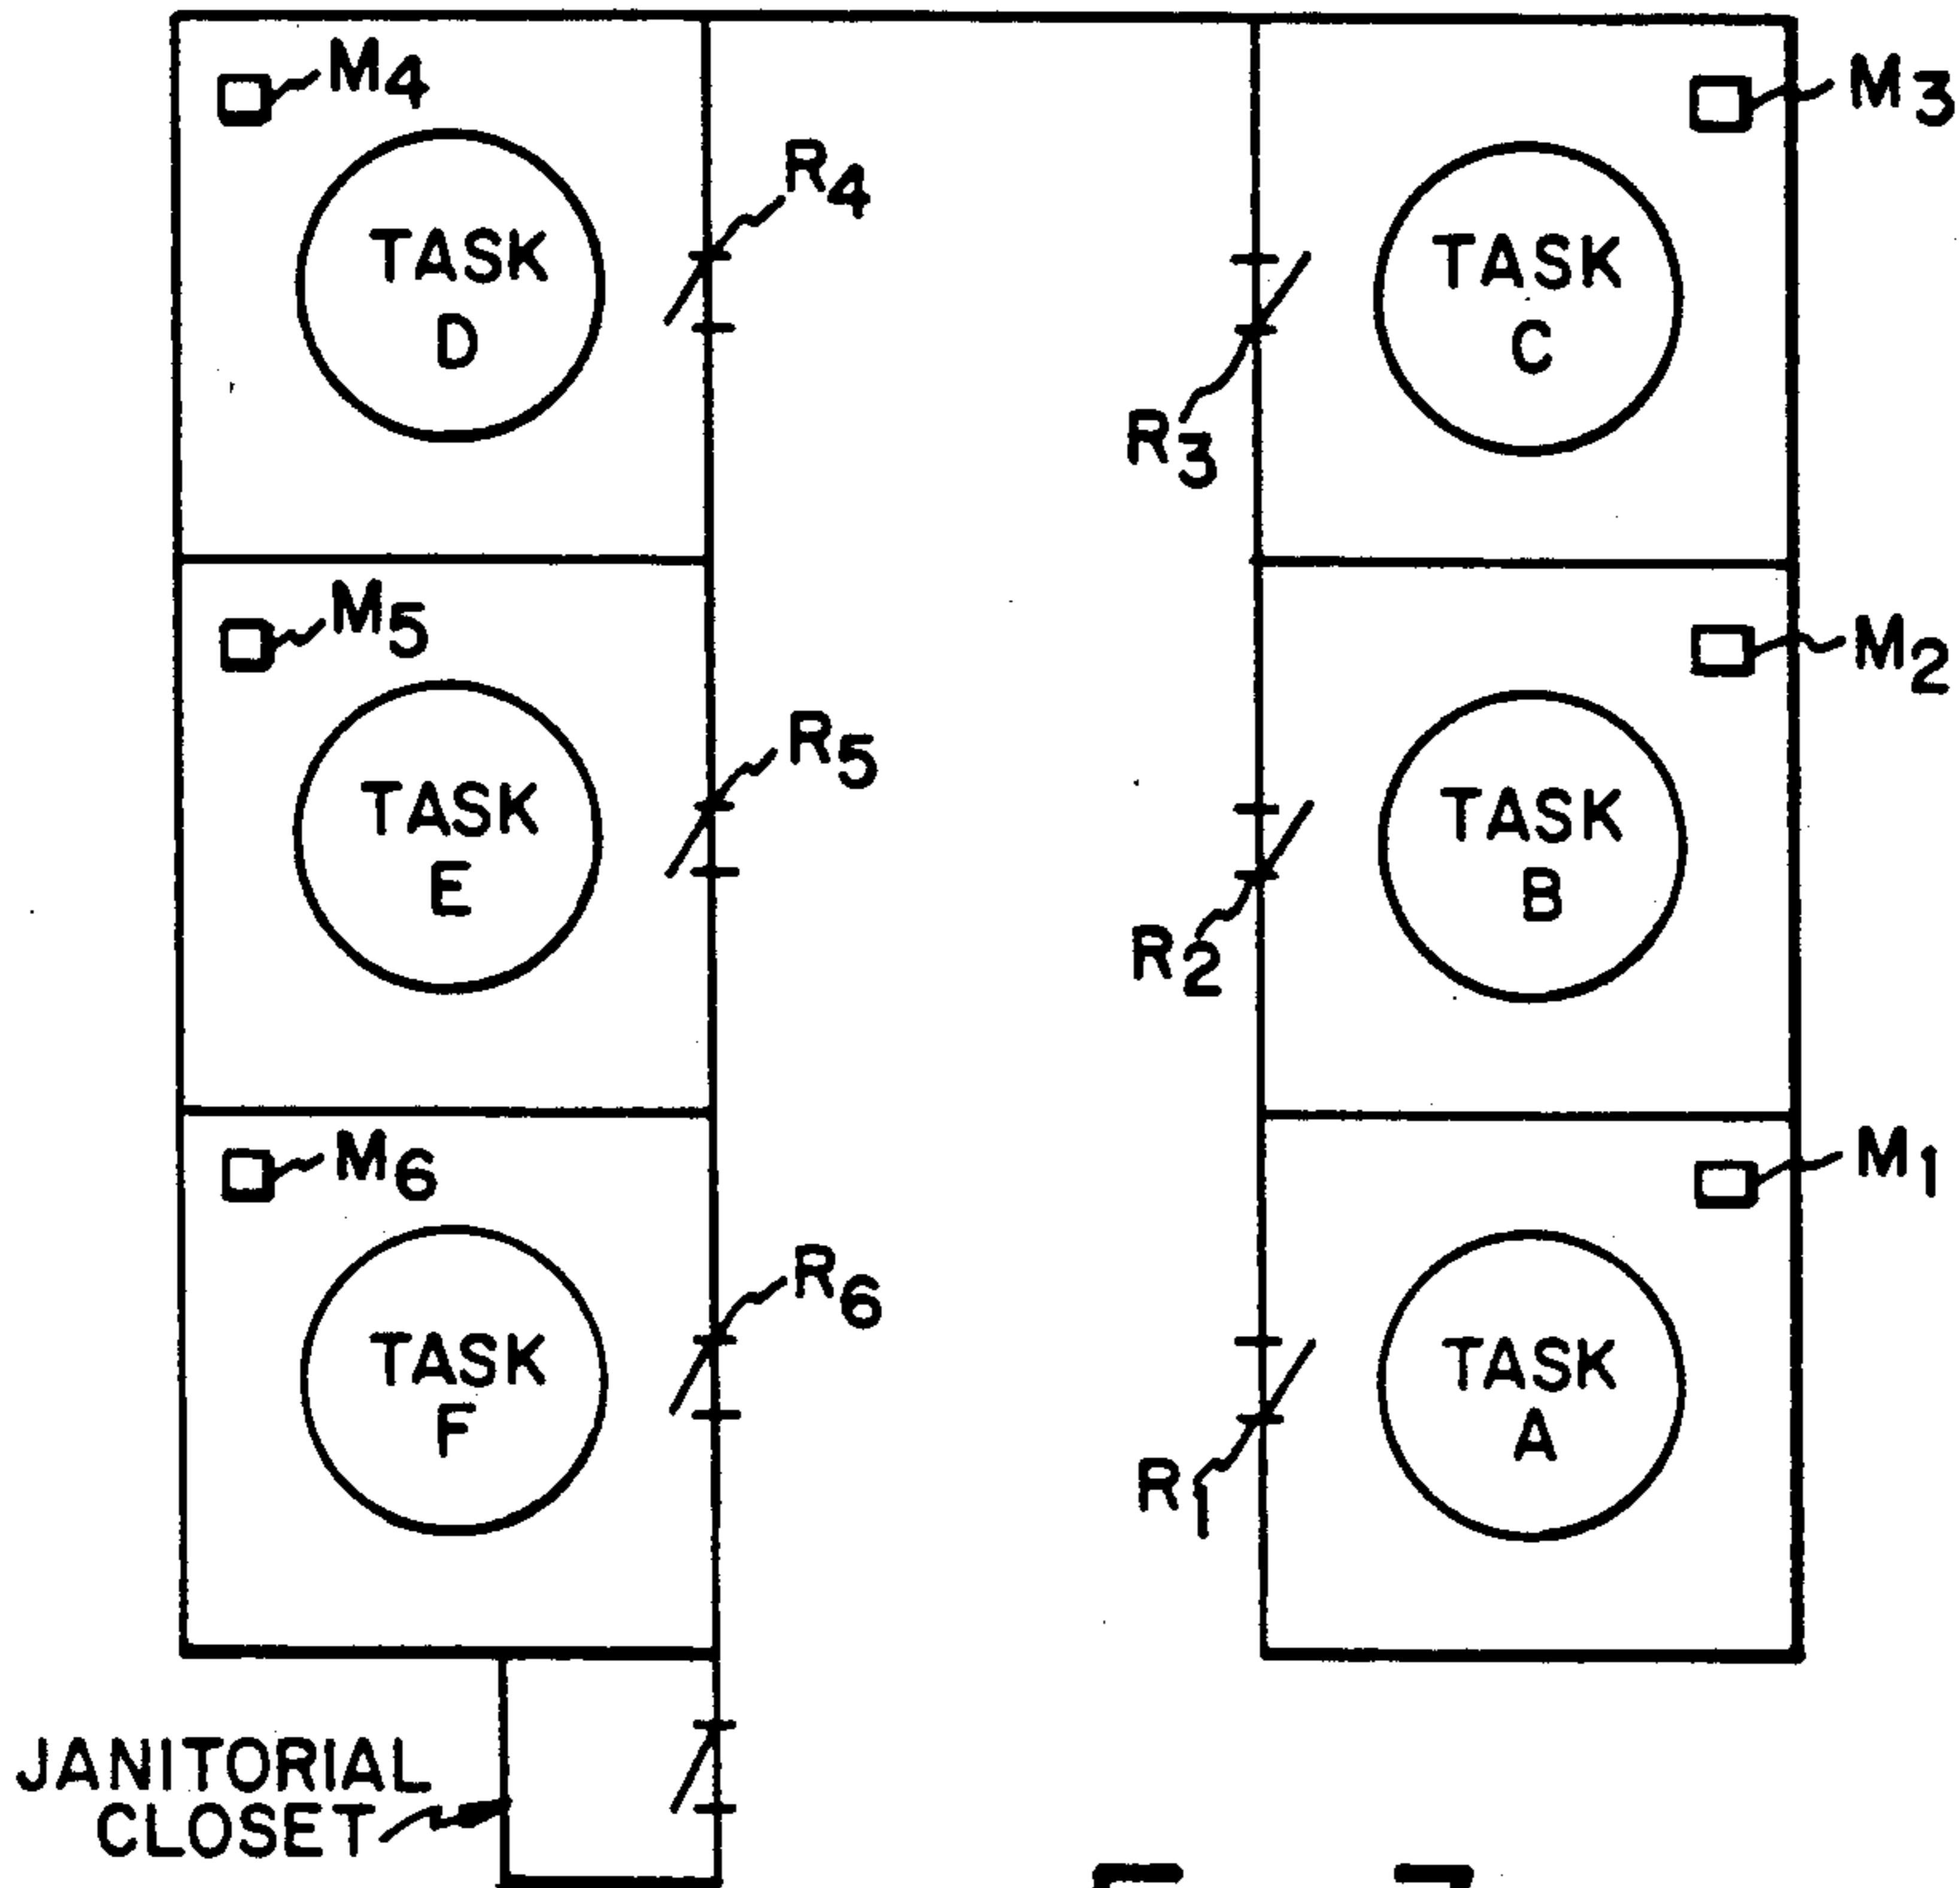 M4
M3
R4
TASK
D
TASK
C
R3
M5
M2
R5
TASK
E
TASK
B
R2
M6
M1
R6
TASK
F
TASK
A
R1
JANITORIAL
CLOSET